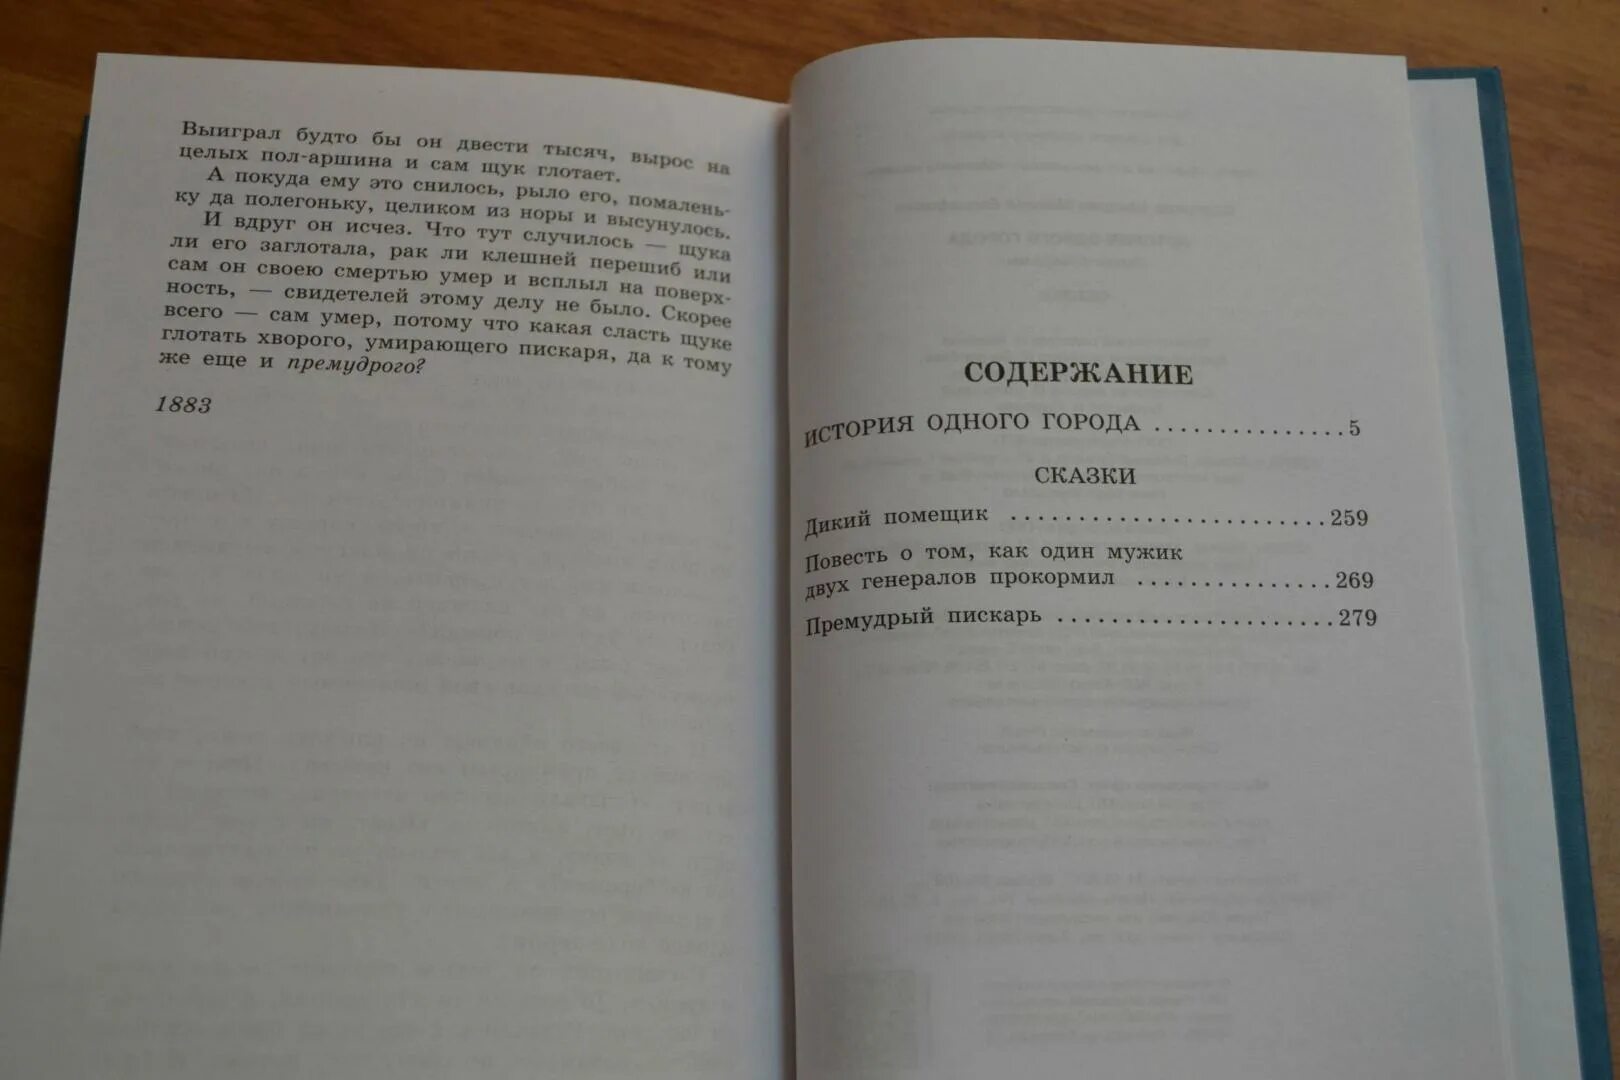 Выиграл будто бы он двести тысяч, вырос на
целых пол-аршина и сам щук глотает.
А покуда ему это снилось, рыло его, помалень-
ку да полегоньку, целиком из норы и высунулось.
И вдруг он исчез. Что тут случилось — щука
ли его заглотала, рак ли клешней перешиб или
сам он своею смертью умер и всплыл на поверх-
ность, — свидетелей этому делу не было. Скорее
всего — сам умер, потому что какая сласть щуке
глотать хворого, умирающего пискаря, да к тому
же еще и премудрого?
1883
СОДЕРЖАНИЕ
ИСТОРИЯ ОДНОГО ГОРОДА ............... 5
СКАЗКИ
Дикий помещик ........................ 259
Повесть о том, как один мужик
двух генералов прокормил ............... 269
Премудрый пискарь ..................... 279